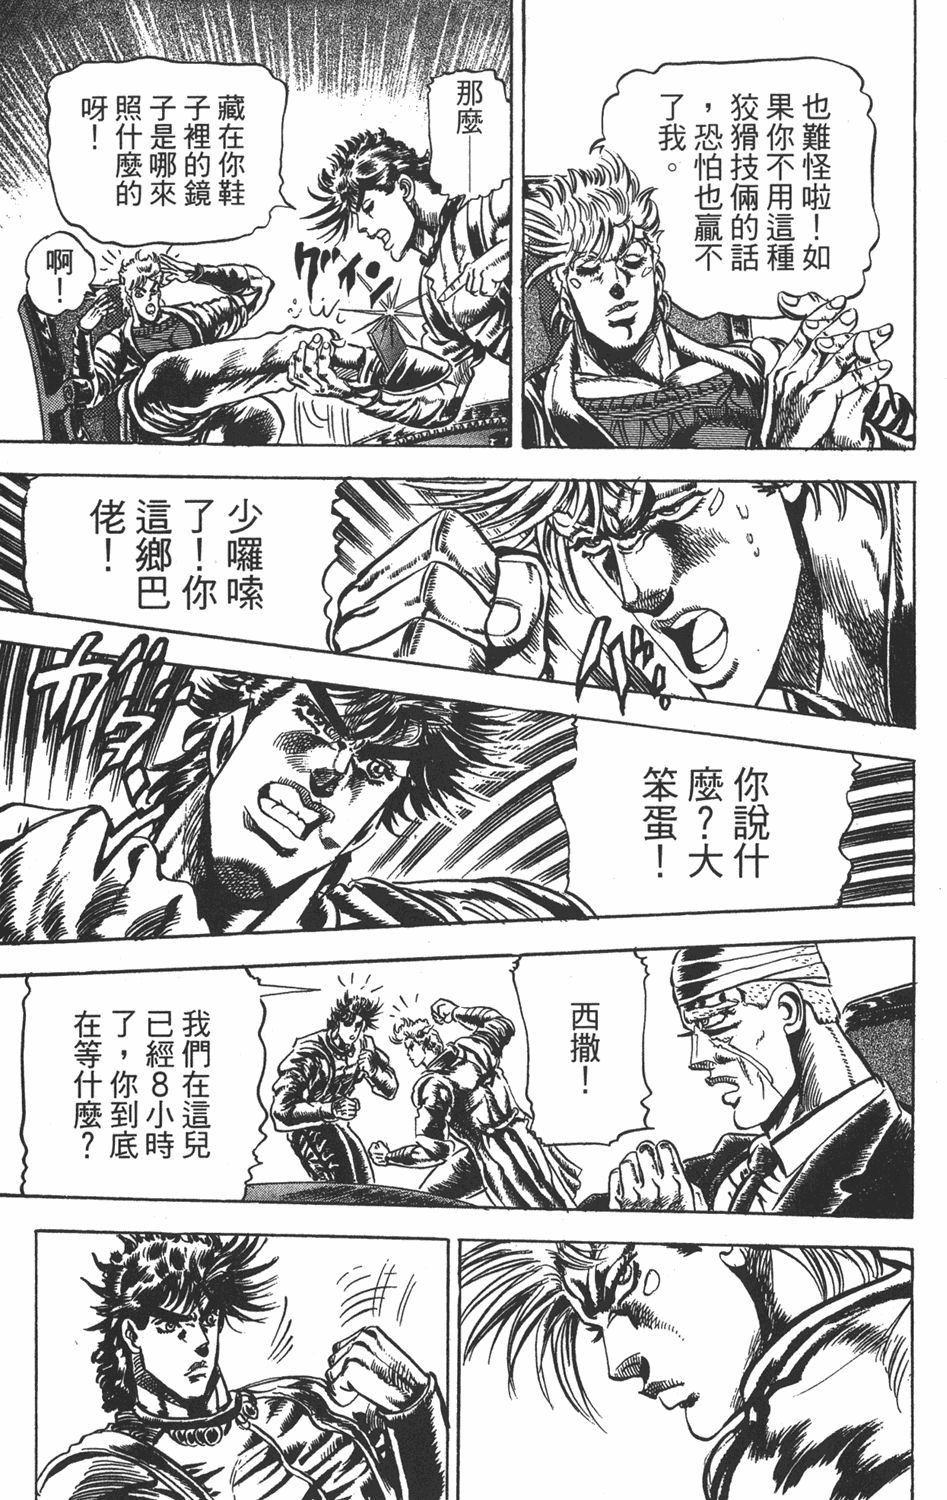 也難怪啦！如
果你不用這種
狡猾技倆的話
，恐怕也贏不
了我。
那麼—
藏在你鞋
子裡的鏡
子是哪來
照什麼的
呀！
グイン
啊！
少囉嗦
了！你
這鄉巴
佬！
你說什
麼？大
笨蛋！
西撒！
我們在這兒
已經8小時
了，你到底
在等什麼？